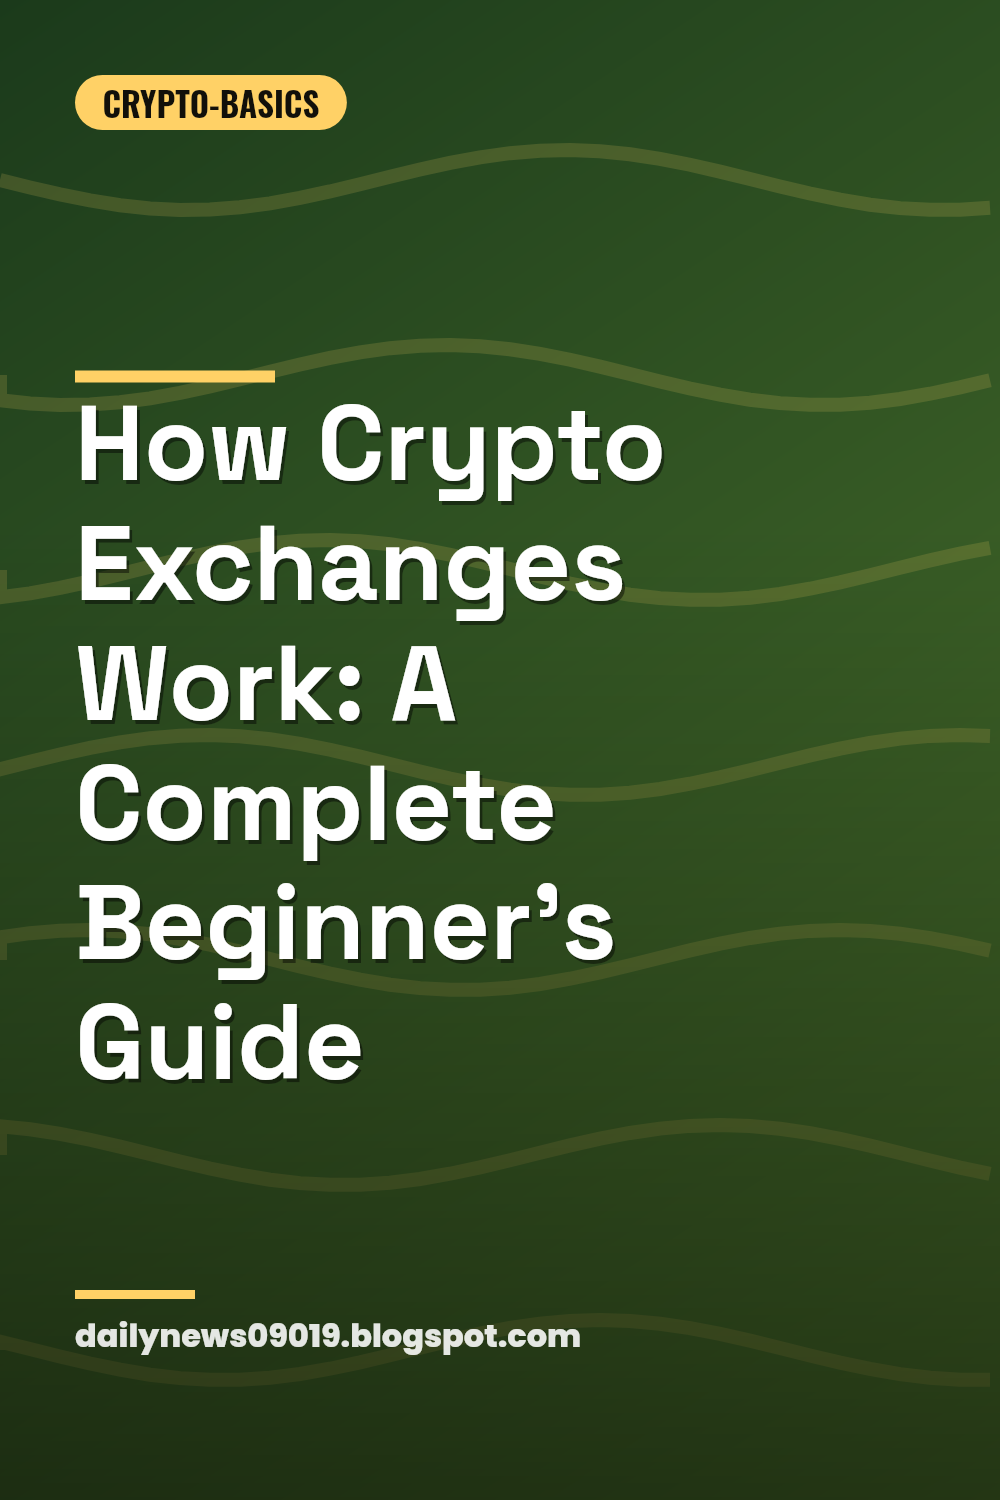 CRYPTO-BASICS
How Crypto
Exchanges
Work: A
Complete
Beginner’s
Guide
dailynews09019.blogspot.com